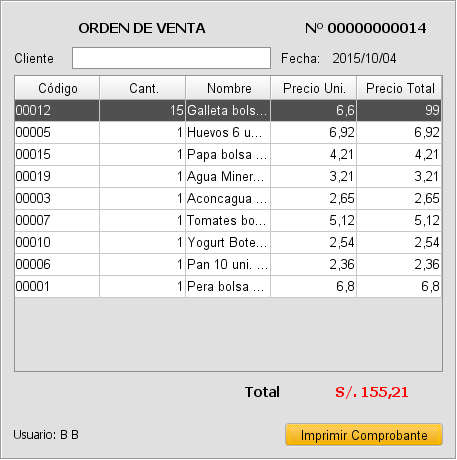 ORDEN DE VENTA Nº 00000000014
Cliente Fecha: 2015/10/04
Código Cant. Nombre Precio Uni. Precio Total
00012 15 Galleta bols... 6,6 99
00005 1 Huevos 6 u... 6,92 6,92
00015 1 Papa bolsa ... 4,21 4,21
00019 1 Agua Miner... 3,21 3,21
00003 1 Aconcagua ... 2,65 2,65
00007 1 Tomates bo... 5,12 5,12
00010 1 Yogurt Bote... 2,54 2,54
00006 1 Pan 10 uni. ... 2,36 2,36
00001 1 Pera bolsa ... 6,8 6,8
Total S/. 155,21
Usuario: B B Imprimir Comprobante